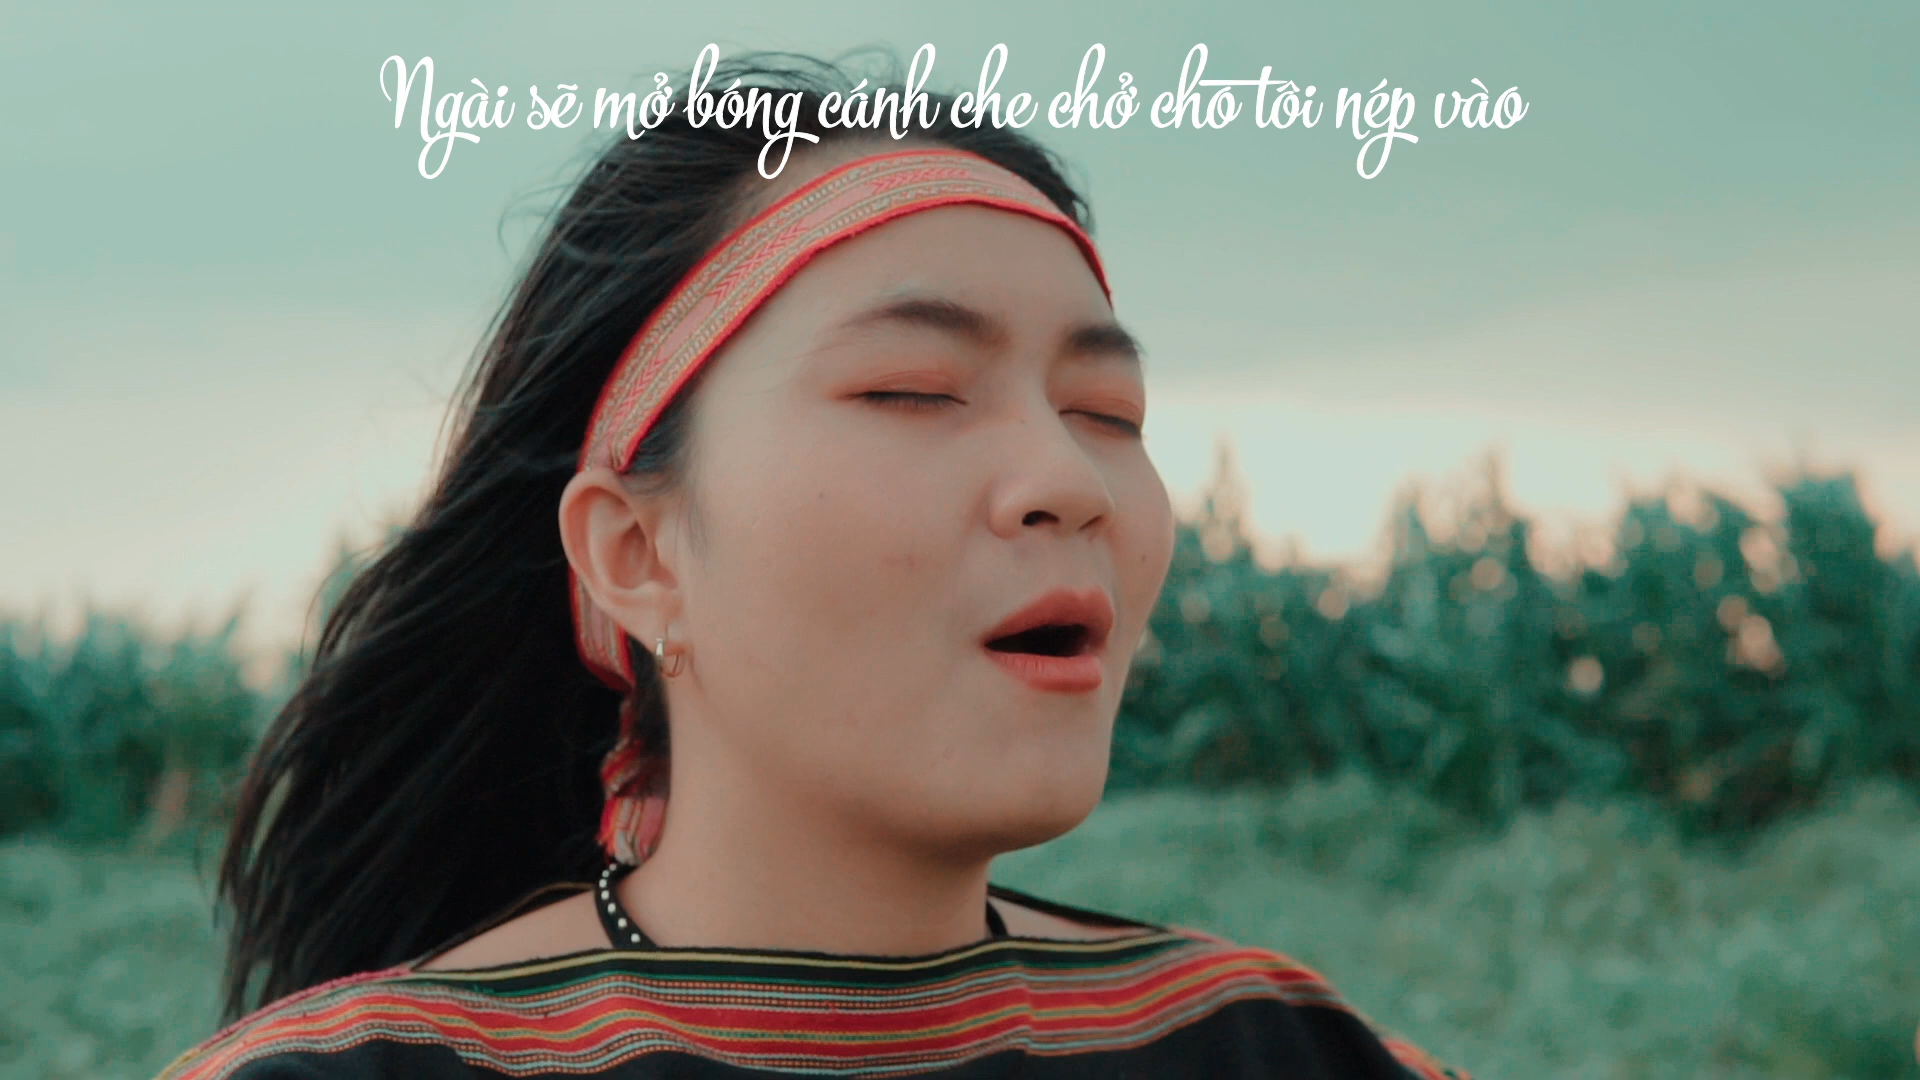 Ngài sẽ mở bóng cánh che chở cho tôi nép vào